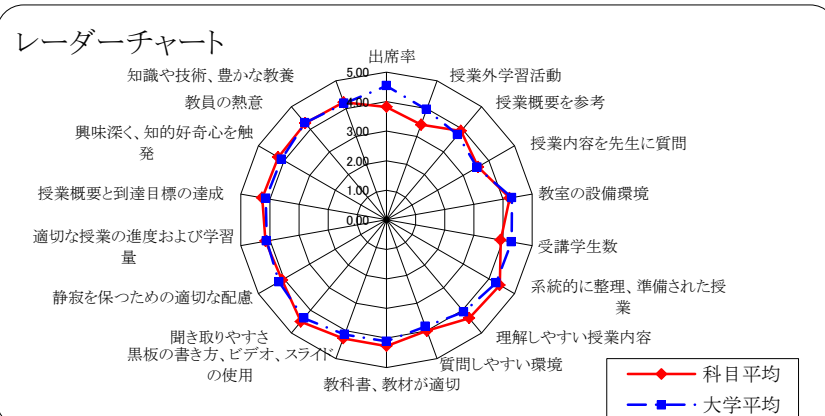 レーダーチャート
出席率
授業外学習活動
授業概要を参考
授業内容を先生に質問
教室の設備環境
受講学生数
系統的に整理、準備された授
業
理解しやすい授業内容
質問しやすい環境
教科書、教材が適切
黒板の書き方、ビデオ、スライド
の使用
聞き取りやすさ
静寂を保つための適切な配慮
適切な授業の進度および学習
量
授業概要と到達目標の達成
興味深く、知的好奇心を触
発
教員の熱意
知識や技術、豊かな教養
5.00
4.00
3.00
2.00
1.00
0.00
科目平均
大学平均